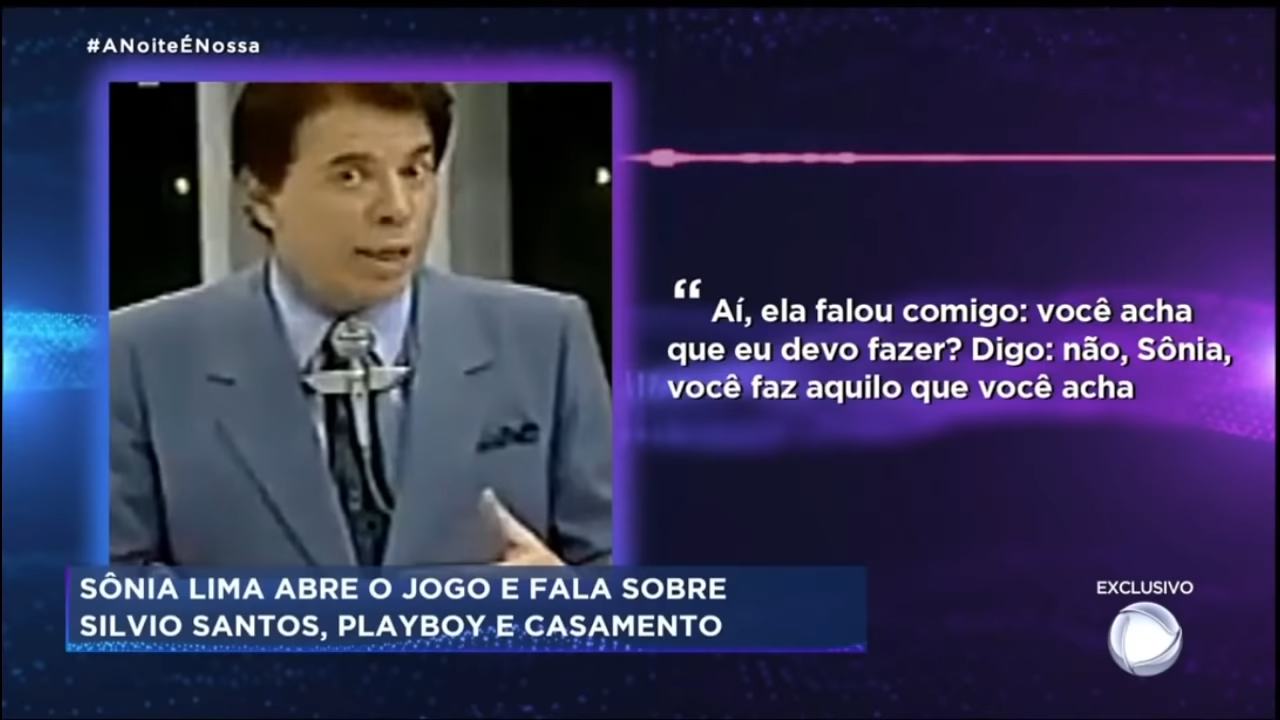 #ANoiteÉNossa
“ Aí, ela falou comigo: você acha
que eu devo fazer? Digo: não, Sônia,
você faz aquilo que você acha
SÔNIA LIMA ABRE O JOGO E FALA SOBRE
SILVIO SANTOS, PLAYBOY E CASAMENTO
EXCLUSIVO